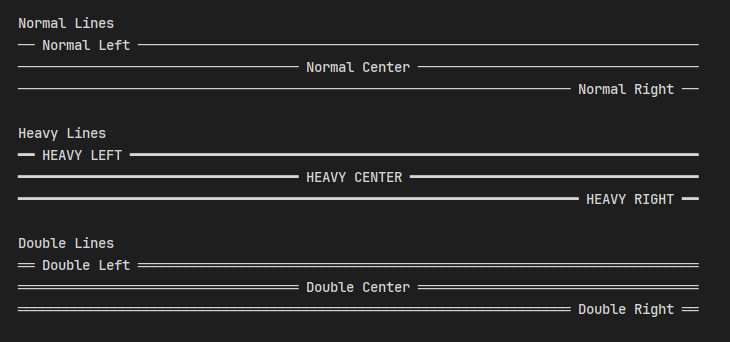 Normal Lines
── Normal Left ──────────────────────────────────────────────────────────────────────
─────────────────────────────────── Normal Center ───────────────────────────────────
───────────────────────────────────────────────────────────────────── Normal Right ──
Heavy Lines
━━ HEAVY LEFT ━━━━━━━━━━━━━━━━━━━━━━━━━━━━━━━━━━━━━━━━━━━━━━━━━━━━━━━━━━━━━━━━━━━━━━━
━━━━━━━━━━━━━━━━━━━━━━━━━━━━━━━━━━━ HEAVY CENTER ━━━━━━━━━━━━━━━━━━━━━━━━━━━━━━━━━━━━
━━━━━━━━━━━━━━━━━━━━━━━━━━━━━━━━━━━━━━━━━━━━━━━━━━━━━━━━━━━━━━━━━━━━━━ HEAVY RIGHT ━━
Double Lines
══ Double Left ══════════════════════════════════════════════════════════════════════
═══════════════════════════════════ Double Center ═══════════════════════════════════
═════════════════════════════════════════════════════════════════════ Double Right ══